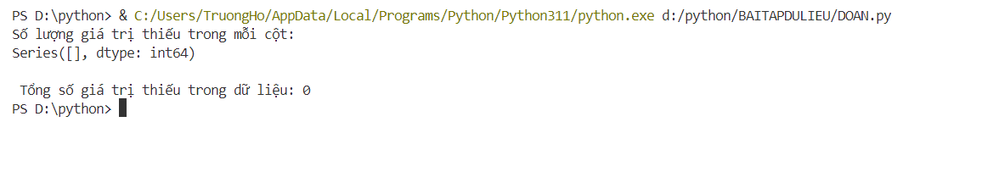 PS D:\python> & C:/Users/TruongHo/AppData/Local/Programs/Python/Python311/python.exe d:/python/BAITAPDULIEU/DOAN.py
Số lượng giá trị thiếu trong mỗi cột:
Series([], dtype: int64)
Tổng số giá trị thiếu trong dữ liệu: 0
PS D:\python>